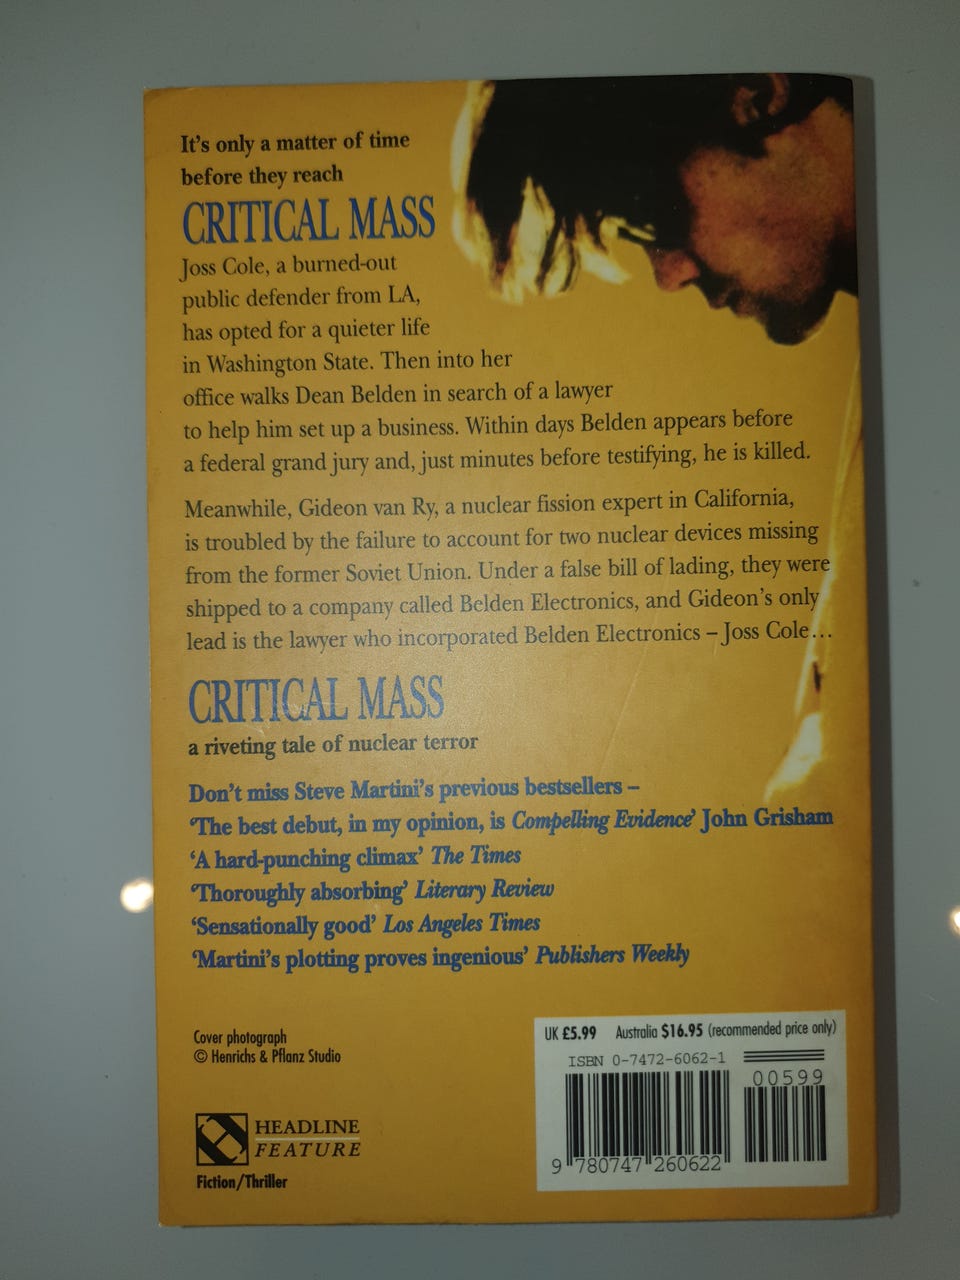 It's only a matter of time
before they reach
CRITICAL MASS
Joss Cole, a burned-out
public defender from LA,
has opted for a quieter life
in Washington State. Then into her
office walks Dean Belden in search of a lawyer
to help him set up a business. Within days Belden appears before
a federal grand jury and, just minutes before testifying, he is killed.
Meanwhile, Gideon van Ry, a nuclear fission expert in California,
is troubled by the failure to account for two nuclear devices missing
from the former Soviet Union. Under a false bill of lading, they were
shipped to a company called Belden Electronics, and Gideon's only
lead is the lawyer who incorporated Belden Electronics – Joss Cole…
CRITICAL MASS
a riveting tale of nuclear terror
Don't miss Steve Martini's previous bestsellers –
'The best debut, in my opinion, is Compelling Evidence' John Grisham
'A hard-punching climax' The Times
'Thoroughly absorbing' Literary Review
'Sensationally good' Los Angeles Times
'Martini's plotting proves ingenious' Publishers Weekly
Cover photograph
© Henrichs & Pflanz Studio
HEADLINE
FEATURE
Fiction/Thriller
UK £5.99 Australia $16.95 (recommended price only)
ISBN 0-7472-6062-1
00599
9 780747 260622